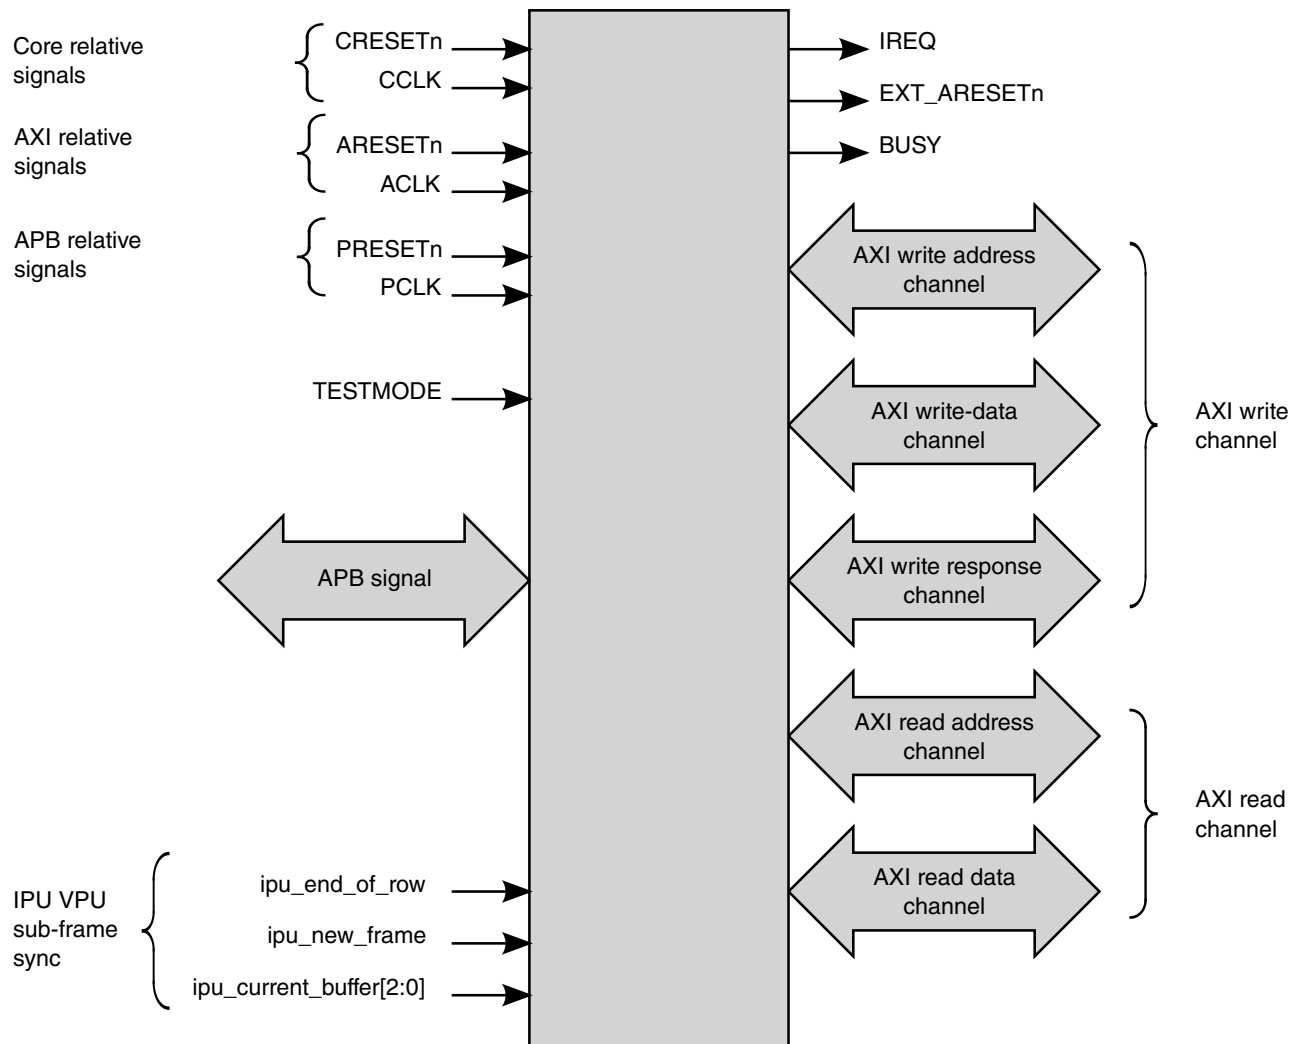 Core relative
signals
CRESETn
CCLK
AXI relative
signals
ARESETn
ACLK
APB relative
signals
PRESETn
PCLK
TESTMODE
APB signal
IPU VPU
sub-frame
sync
ipu_end_of_row
ipu_new_frame
ipu_current_buffer[2:0]
IREQ
EXT_ARESETn
BUSY
AXI write address
channel
AXI write-data
channel
AXI write response
channel
AXI write
channel
AXI read address
channel
AXI read data
channel
AXI read
channel